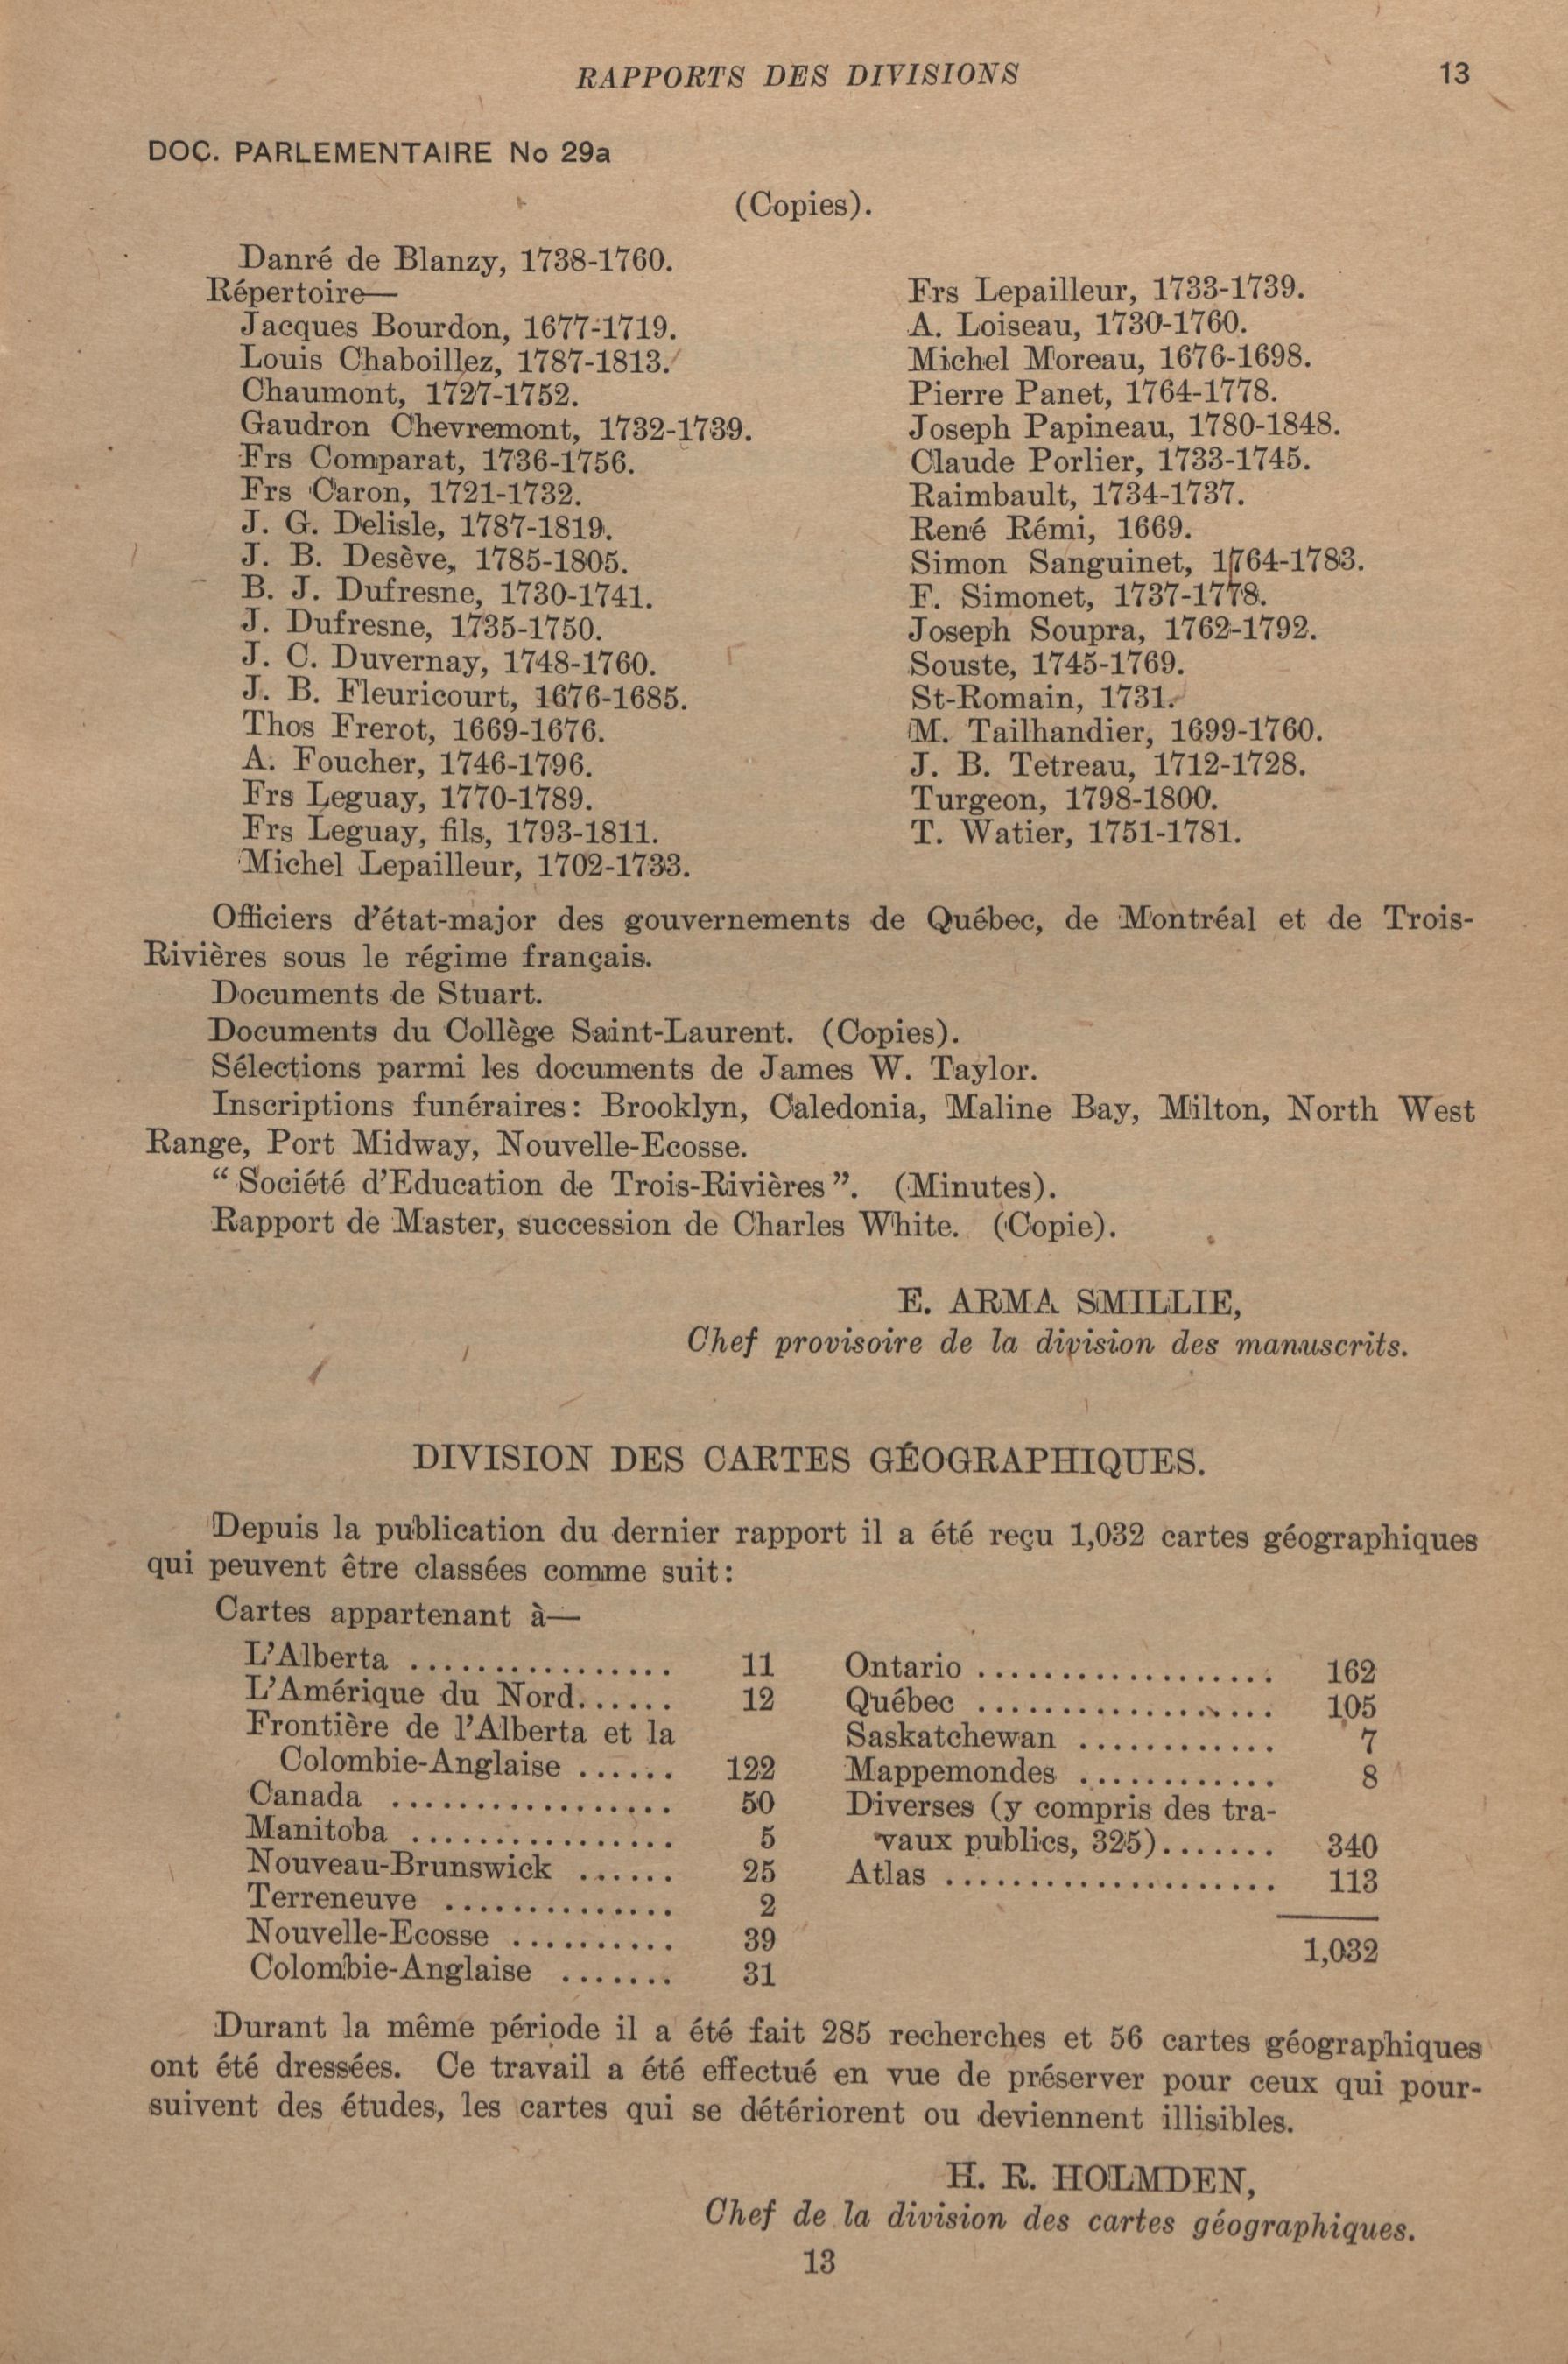 RAPPORTS DES DIVISIONS 13
DOC. PARLEMENTAIRE No 29a
(Copies).
Danré de Blanzy, 1738-1760.
Répertoire—
Jacques Bourdon, 1677-1719.
Louis Chaboillez, 1787-1813.
Chaumont, 1727-1752.
Gaudron Chevremont, 1732-1739.
Frs Comparat, 1736-1756.
Frs Caron, 1721-1732.
J. G. Delisle, 1787-1819.
J. B. Desève, 1785-1805.
B. J. Dufresne, 1730-1741.
J. Dufresne, 1735-1750.
J. C. Duvernay, 1748-1760.
J. B. Fleuricourt, 1676-1685.
Thos Frerot, 1669-1676.
A. Foucher, 1746-1796.
Frs Leguay, 1770-1789.
Frs Leguay, fils, 1793-1811.
Michel Lepailleur, 1702-1733.
Frs Lepailleur, 1733-1739.
A. Loiseau, 1730-1760.
Michel Moreau, 1676-1698.
Pierre Panet, 1764-1778.
Joseph Papineau, 1780-1848.
Claude Porlier, 1733-1745.
Raimbault, 1734-1737.
René Rémi, 1669.
Simon Sanguinet, 1764-1783.
F. Simonet, 1737-1778.
Joseph Soupra, 1762-1792.
Souste, 1745-1769.
St-Romain, 1731.
M. Tailhandier, 1699-1760.
J. B. Tetreau, 1712-1728.
Turgeon, 1798-1800.
T. Watier, 1751-1781.
Officiers d'état-major des gouvernements de Québec, de Montréal et de Trois-
Rivières sous le régime français.
Documents de Stuart.
Documents du Collège Saint-Laurent. (Copies).
Sélections parmi les documents de James W. Taylor.
Inscriptions funéraires: Brooklyn, Caledonia, Maline Bay, Milton, North West
Range, Port Midway, Nouvelle-Ecosse.
“Société d'Education de Trois-Rivières”. (Minutes).
Rapport de Master, succession de Charles White. (Copie).
E. ARMA SMILLIE,
Chef provisoire de la division des manuscrits.
DIVISION DES CARTES GÉOGRAPHIQUES.
Depuis la publication du dernier rapport il a été reçu 1,032 cartes géographiques
qui peuvent être classées comme suit:
Cartes appartenant à—
L'Alberta ................ 11
L'Amérique du Nord...... 12
Frontière de l'Alberta et la
Colombie-Anglaise ...... 122
Canada ................. 50
Manitoba ................ 5
Nouveau-Brunswick ...... 25
Terreneuve .............. 2
Nouvelle-Ecosse .......... 39
Colombie-Anglaise ....... 31
Ontario .................. 162
Québec .................. 105
Saskatchewan ............ 7
Mappemondes ............ 8
Diverses (y compris des tra-
vaux publics, 325)....... 340
Atlas .................... 113
1,032
Durant la même période il a été fait 285 recherches et 56 cartes géographiques
ont été dressées. Ce travail a été effectué en vue de préserver pour ceux qui pour-
suivent des études, les cartes qui se détériorent ou deviennent illisibles.
H. R. HOLMDEN,
Chef de la division des cartes géographiques.
13